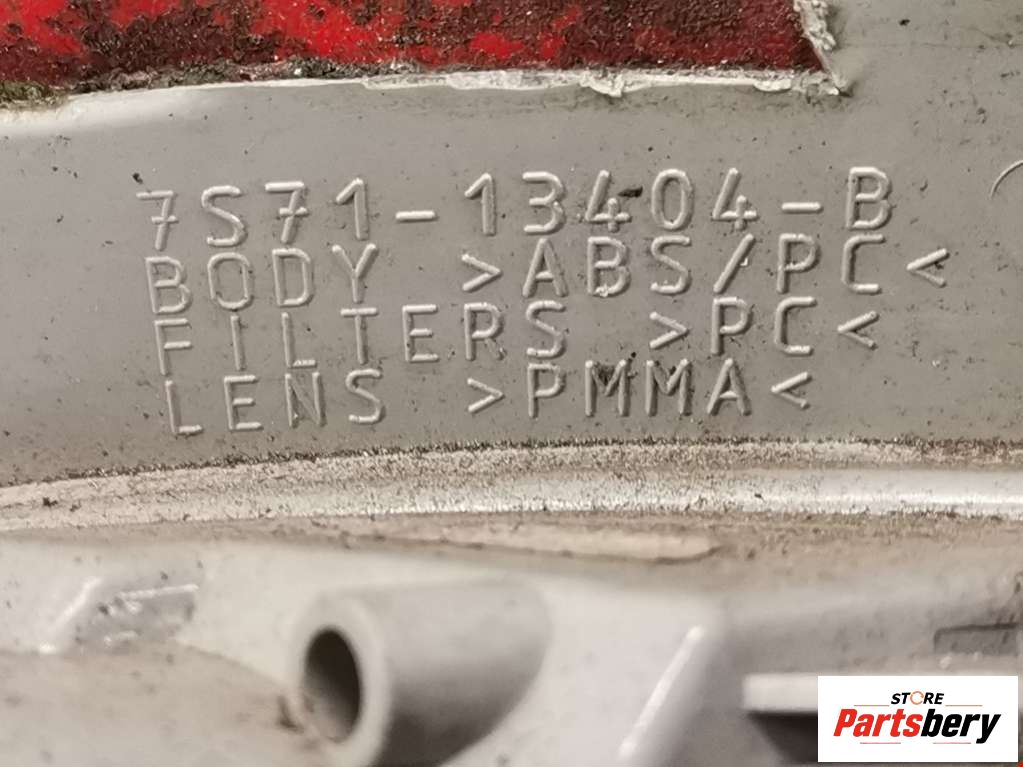 7S71-13404-B
BODY >ABS/PC<
FILTERS >PC<
LENS >PMMA<
STORE
Partsbery